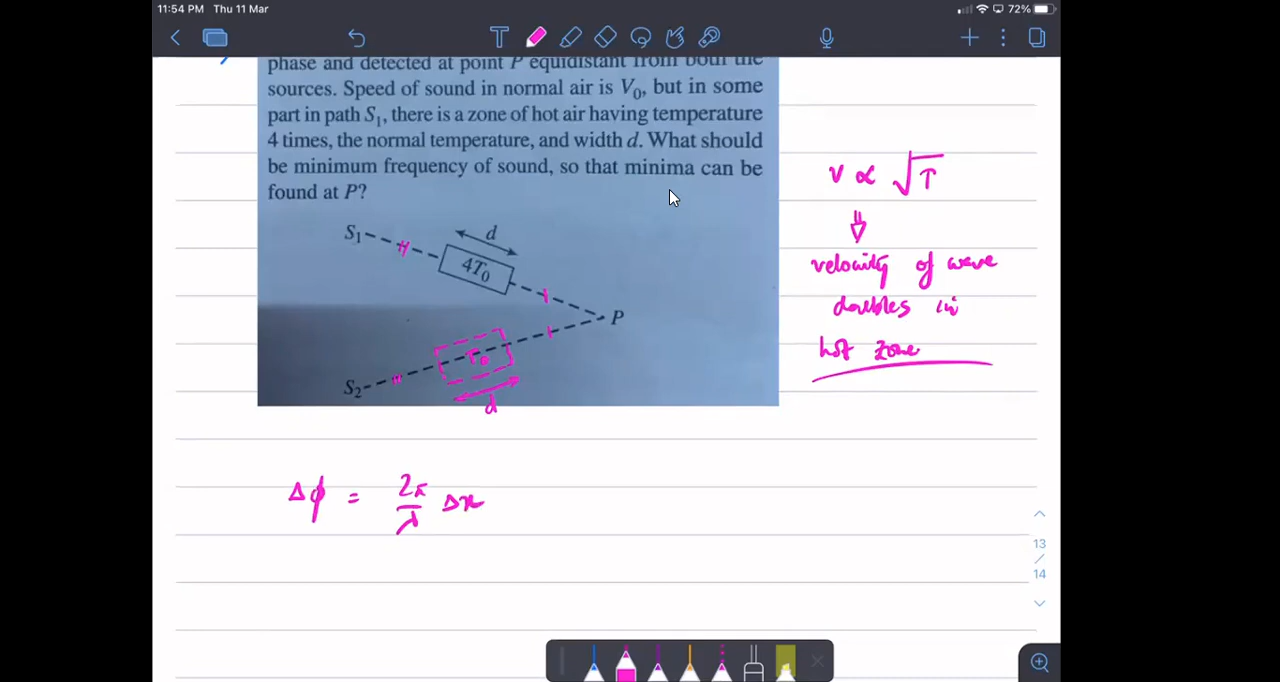 11:54 PM Thu 11 Mar
72%
T
phase and detected at point P equidistant from both the
sources. Speed of sound in normal air is V₀, but in some
part in path S₁, there is a zone of hot air having temperature
4 times, the normal temperature, and width d. What should
be minimum frequency of sound, so that minima can be
found at P?
S₁
d
4T₀
P
T₀
S₂
d
v ∝ √T
⇓
velocity of wave
doubles in
hot zone
Δφ = 2π/λ Δx
13
/
14